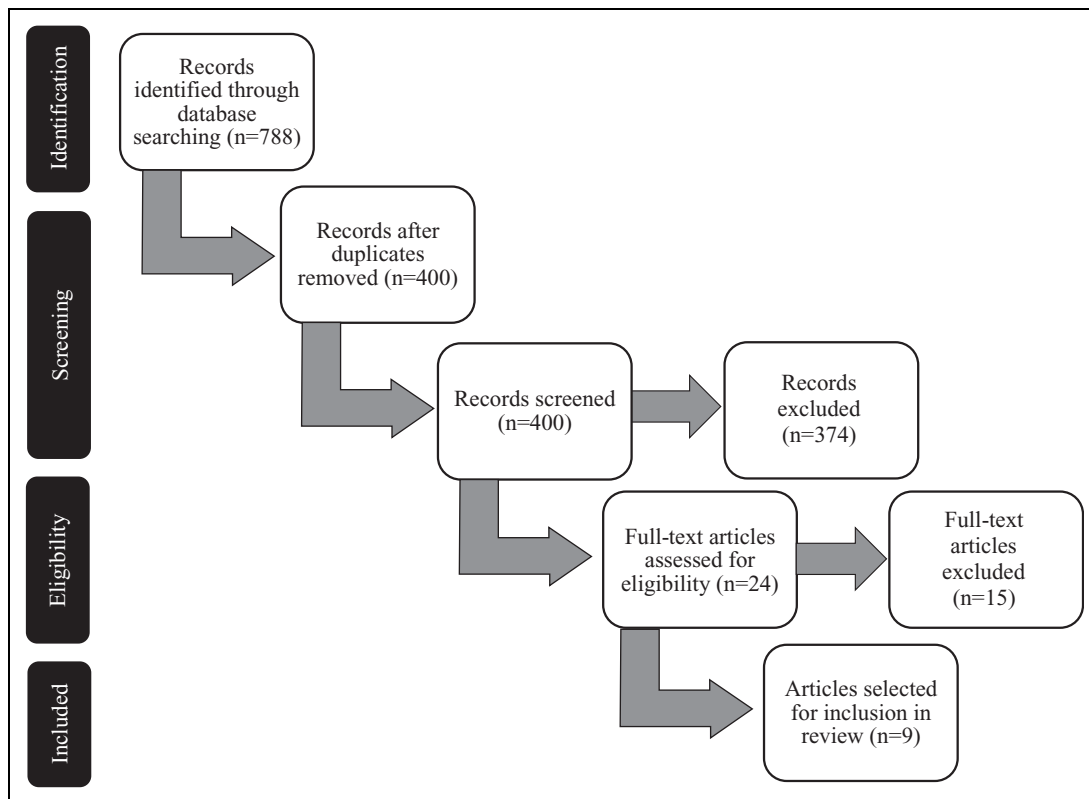 Identification
Records
identified through
database
searching (n=788)
Screening
Records after
duplicates
removed (n=400)
Records screened
(n=400)
Records
excluded
(n=374)
Eligibility
Full-text articles
assessed for
eligibility (n=24)
Full-text
articles
excluded
(n=15)
Included
Articles selected
for inclusion in
review (n=9)